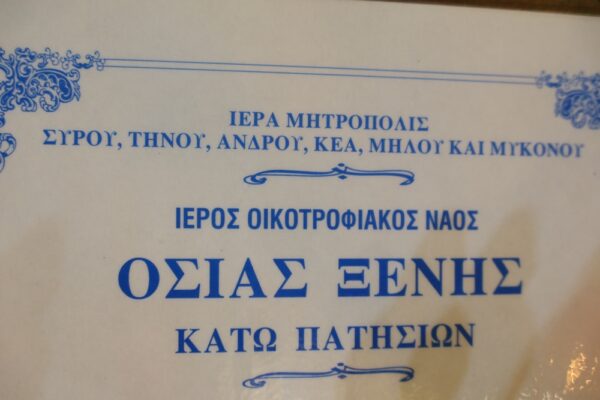 ΙΕΡΑ ΜΗΤΡΟΠΟΛΙΣ
ΣΥΡΟΥ, ΤΗΝΟΥ, ΑΝΔΡΟΥ, ΚΕΑ, ΜΗΛΟΥ ΚΑΙ ΜΥΚΟΝΟΥ
ΙΕΡΟΣ ΟΙΚΟΤΡΟΦΙΑΚΟΣ ΝΑΟΣ
ΟΣΙΑΣ ΞΕΝΗΣ
ΚΑΤΩ ΠΑΤΗΣΙΩΝ